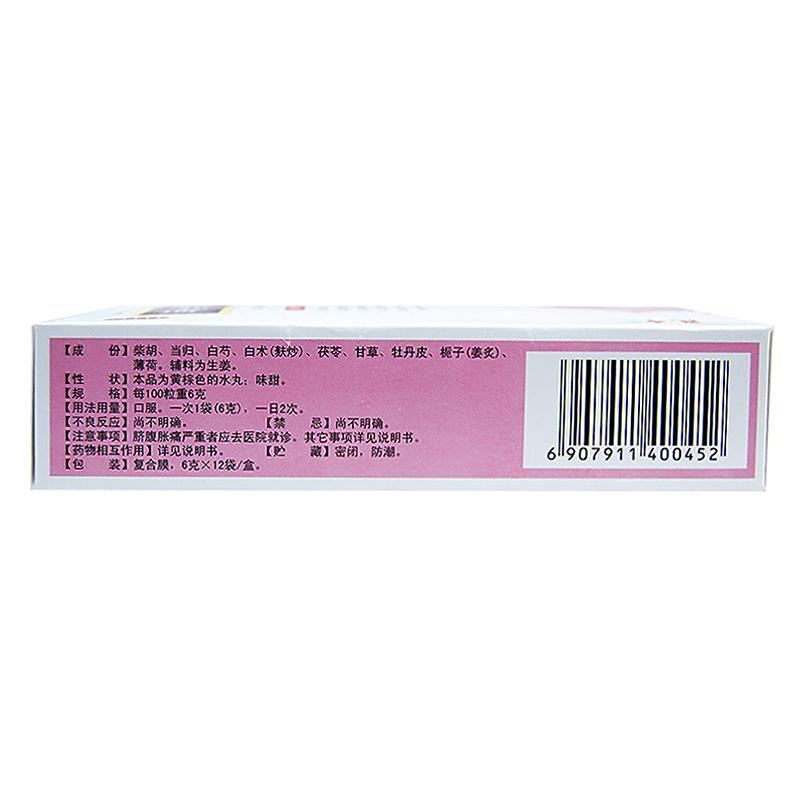 【成　份】柴胡、当归、白芍、白术(麸炒)、茯苓、甘草、牡丹皮、栀子(姜炙)、
薄荷。辅料为生姜。
【性　状】本品为黄棕色的水丸；味甜。
【规　格】每100粒重6克
【用法用量】口服。一次1袋(6克)，一日2次。
【不良反应】尚不明确。　【禁　忌】尚不明确。
【注意事项】脐腹胀痛严重者应去医院就诊。其它事项详见说明书。
【药物相互作用】详见说明书。　【贮　藏】密闭，防潮。
【包　装】复合膜，6克×12袋/盒。
6 907911 400452